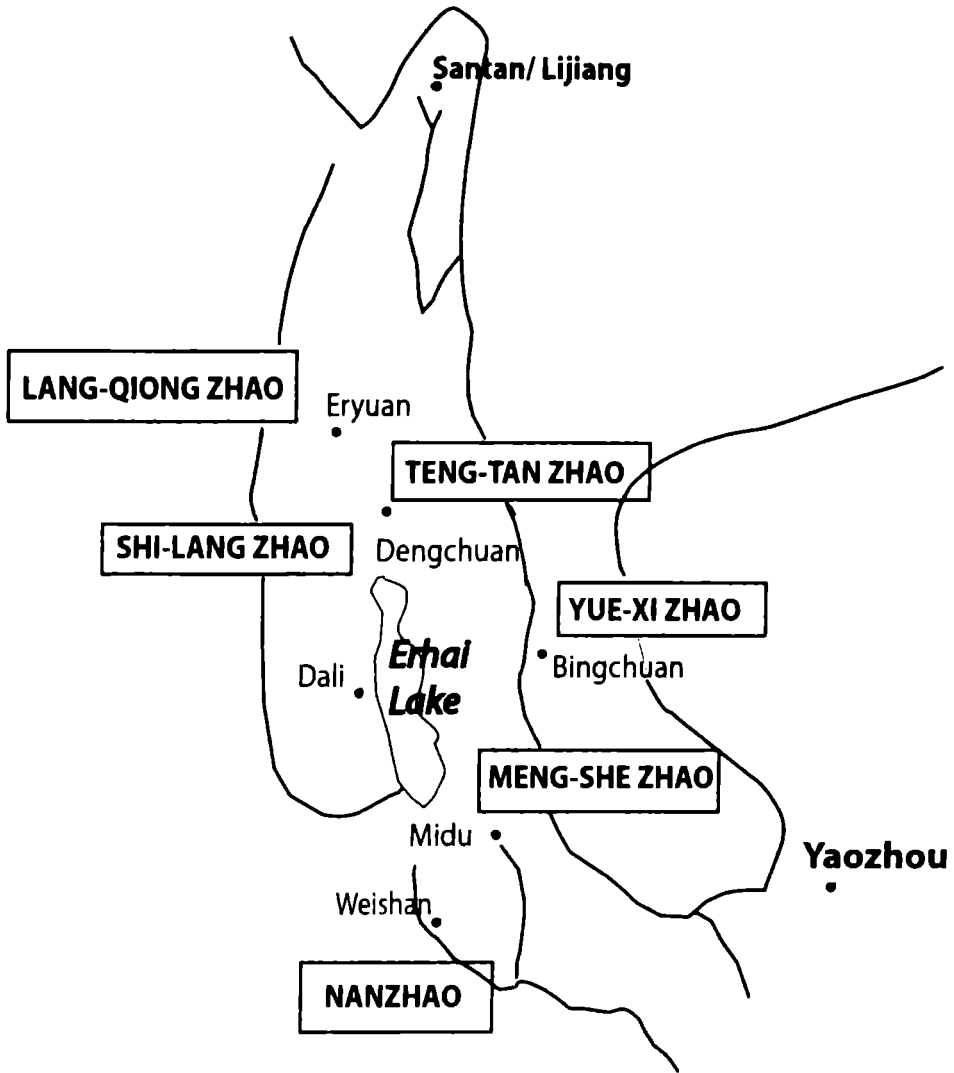 Santan/ Lijiang
LANG-QIONG ZHAO
Eryuan
TENG-TAN ZHAO
SHI-LANG ZHAO
Dengchuan
YUE-XI ZHAO
Erhai
Lake
Bingchuan
Dali
MENG-SHE ZHAO
Midu
Yaozhou
Weishan
NANZHAO